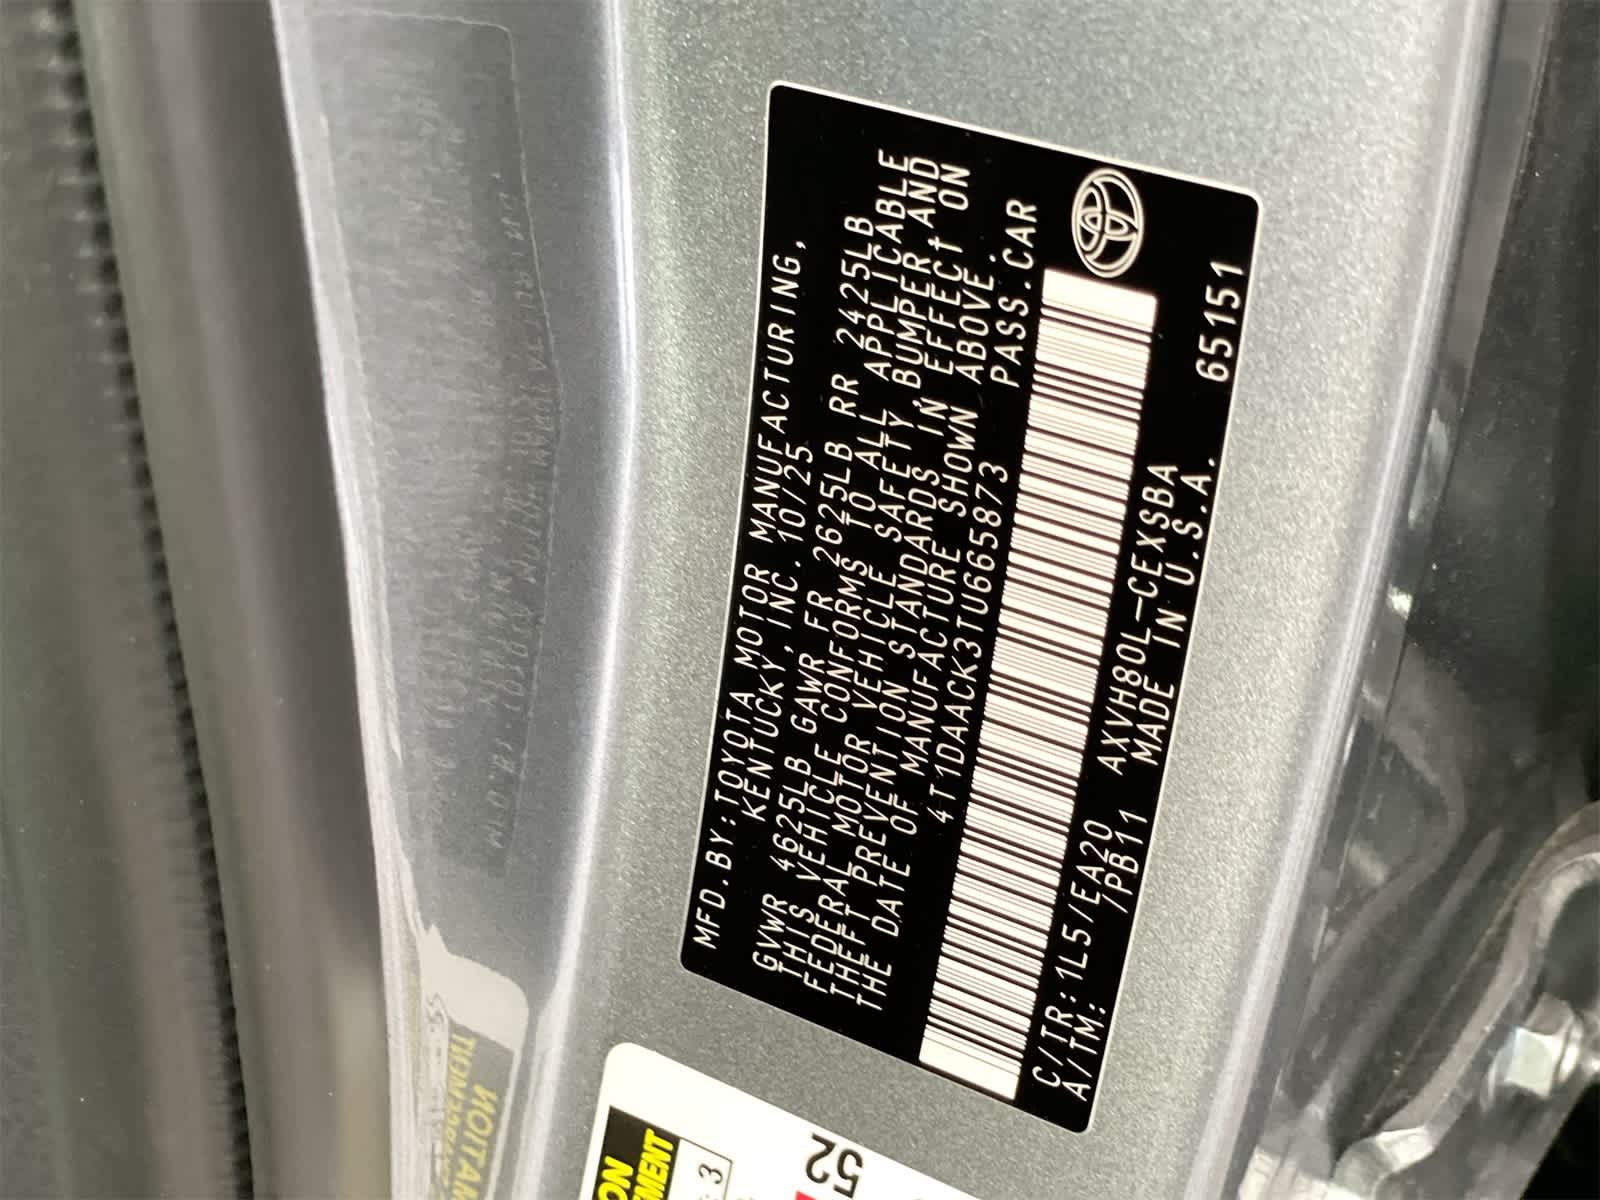 MFD.BY:TOYOTA MOTOR MANUFACTURING,
KENTUCKY,INC.10/25
GVWR 4625LB GAWR FR 2625LB RR 2425LB
THIS VEHICLE CONFORMS TO ALL APPLICABLE
FEDERAL MOTOR VEHICLE SAFETY,BUMPER,AND
THEFT PREVENTION STANDARDS IN EFFECT ON
THE DATE OF MANUFACTURE SHOWN ABOVE.
4T1DAACK3TU665873 PASS.CAR
C/TR:1L5/EA20 AXVH80L-CEXSBA 65151
A/TM: /PB11 MADE IN U.S.A.
52
3